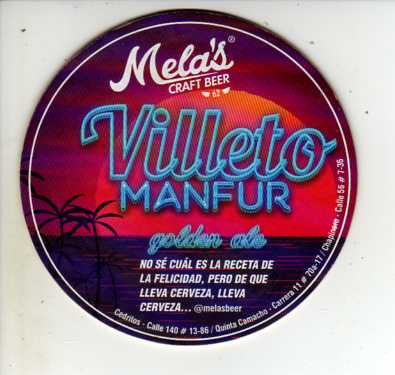 Mela's®
CRAFT BEER
62
Villeto
MANFUR
golden ale
NO SÉ CUÁL ES LA RECETA DE
LA FELICIDAD, PERO DE QUE
LLEVA CERVEZA, LLEVA
CERVEZA... @melasbeer
Cedritos - Calle 140 # 13-86 / Quinta Camacho - Carrera 11 # 70a-17 / Chapinero - Calle 56 # 7-36